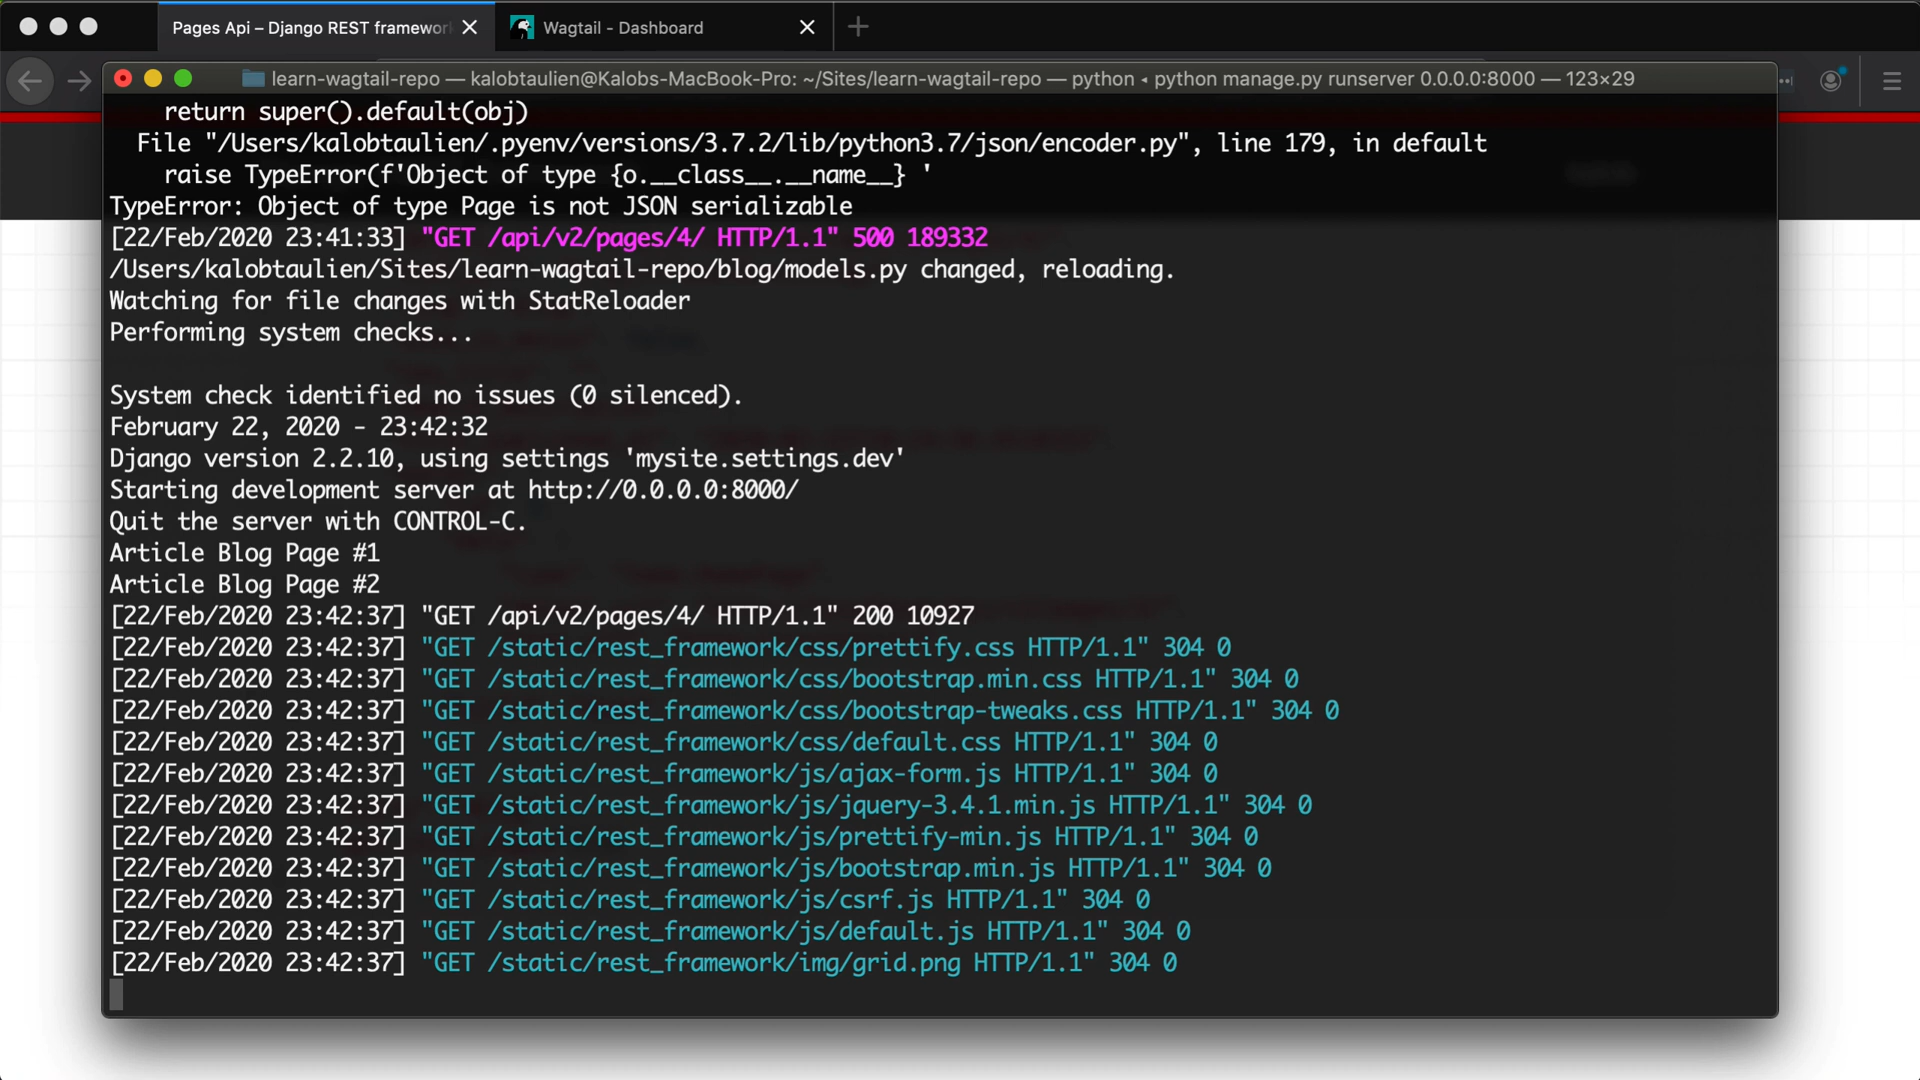 Pages Api – Django REST framework
Wagtail - Dashboard
learn-wagtail-repo — kalobtaulien@Kalobs-MacBook-Pro: ~/Sites/learn-wagtail-repo — python ◂ python manage.py runserver 0.0.0.0:8000 — 123×29
return super().default(obj)
File "/Users/kalobtaulien/.pyenv/versions/3.7.2/lib/python3.7/json/encoder.py", line 179, in default
raise TypeError(f'Object of type {o.__class__.__name__} '
TypeError: Object of type Page is not JSON serializable
[22/Feb/2020 23:41:33] "GET /api/v2/pages/4/ HTTP/1.1" 500 189332
/Users/kalobtaulien/Sites/learn-wagtail-repo/blog/models.py changed, reloading.
Watching for file changes with StatReloader
Performing system checks...
System check identified no issues (0 silenced).
February 22, 2020 - 23:42:32
Django version 2.2.10, using settings 'mysite.settings.dev'
Starting development server at http://0.0.0.0:8000/
Quit the server with CONTROL-C.
Article Blog Page #1
Article Blog Page #2
[22/Feb/2020 23:42:37] "GET /api/v2/pages/4/ HTTP/1.1" 200 10927
[22/Feb/2020 23:42:37] "GET /static/rest_framework/css/prettify.css HTTP/1.1" 304 0
[22/Feb/2020 23:42:37] "GET /static/rest_framework/css/bootstrap.min.css HTTP/1.1" 304 0
[22/Feb/2020 23:42:37] "GET /static/rest_framework/css/bootstrap-tweaks.css HTTP/1.1" 304 0
[22/Feb/2020 23:42:37] "GET /static/rest_framework/css/default.css HTTP/1.1" 304 0
[22/Feb/2020 23:42:37] "GET /static/rest_framework/js/ajax-form.js HTTP/1.1" 304 0
[22/Feb/2020 23:42:37] "GET /static/rest_framework/js/jquery-3.4.1.min.js HTTP/1.1" 304 0
[22/Feb/2020 23:42:37] "GET /static/rest_framework/js/prettify-min.js HTTP/1.1" 304 0
[22/Feb/2020 23:42:37] "GET /static/rest_framework/js/bootstrap.min.js HTTP/1.1" 304 0
[22/Feb/2020 23:42:37] "GET /static/rest_framework/js/csrf.js HTTP/1.1" 304 0
[22/Feb/2020 23:42:37] "GET /static/rest_framework/js/default.js HTTP/1.1" 304 0
[22/Feb/2020 23:42:37] "GET /static/rest_framework/img/grid.png HTTP/1.1" 304 0